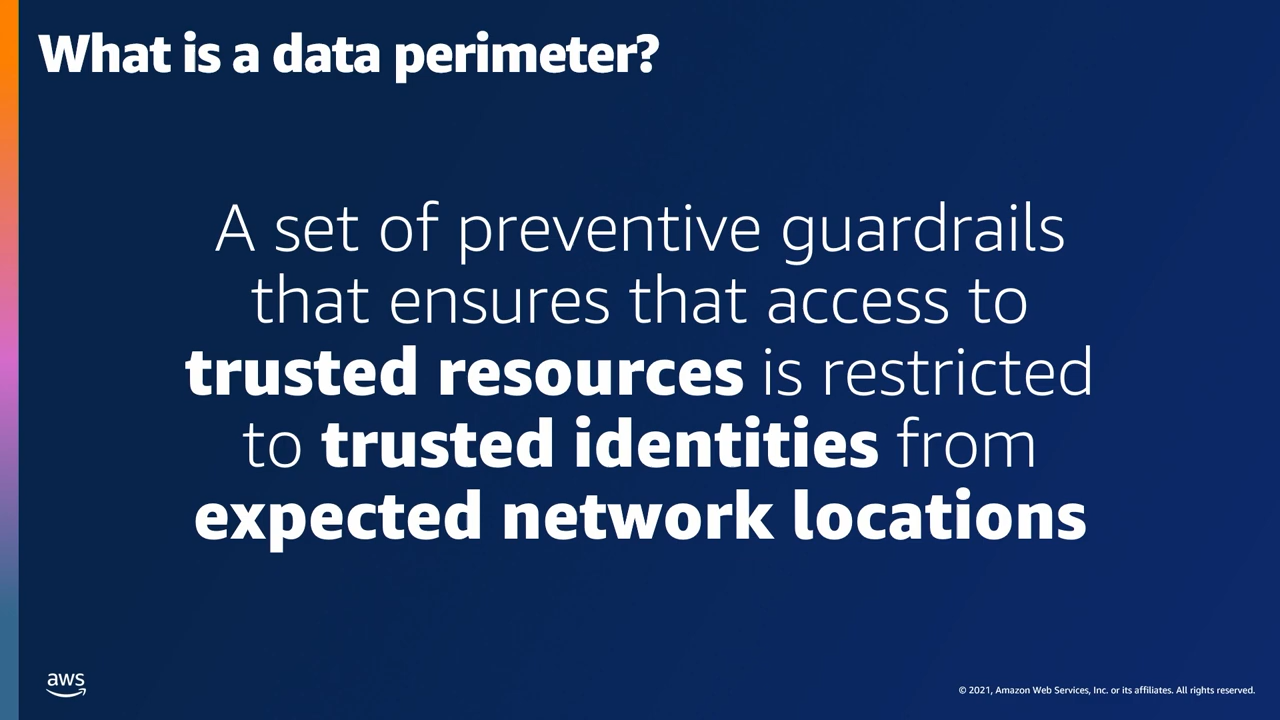 What is a data perimeter?
A set of preventive guardrails
that ensures that access to
trusted resources is restricted
to trusted identities from
expected network locations
aws
© 2021, Amazon Web Services, Inc. or its affiliates. All rights reserved.